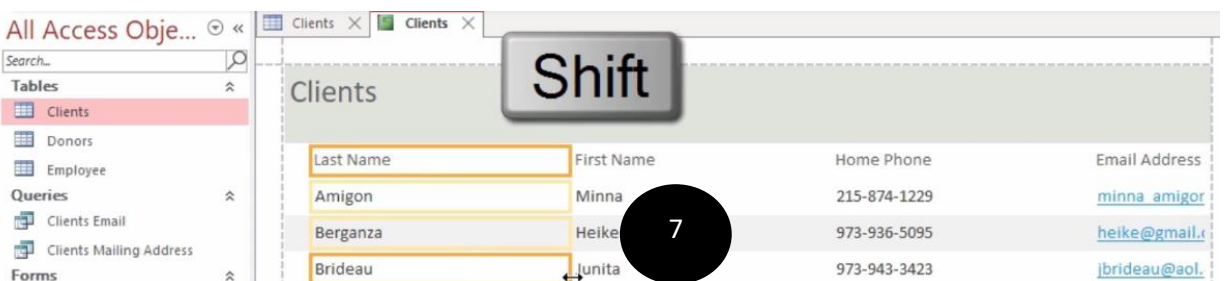 All Access Obje...
Search...
Tables
Clients
Donors
Employee
Queries
Clients Email
Clients Mailing Address
Forms
Clients
Clients
Shift
Clients
Last Name First Name Home Phone Email Address
Amigon Minna 215-874-1229 minna_amigon
Berganza Heike 973-936-5095 heike@gmail.c
Brideau Junita 973-943-3423 jbrideau@aol.
7